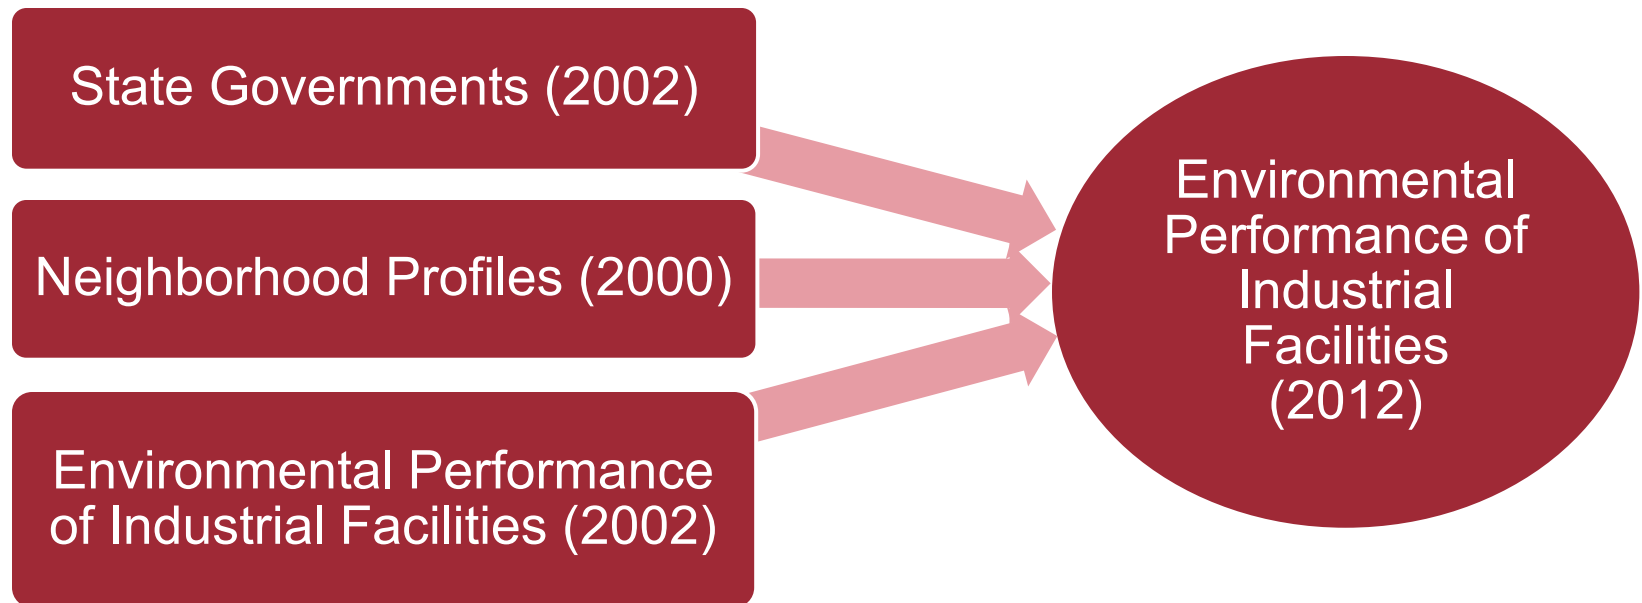 State Governments (2002)
Neighborhood Profiles (2000)
Environmental Performance
of Industrial Facilities (2002)
Environmental
Performance of
Industrial
Facilities
(2012)